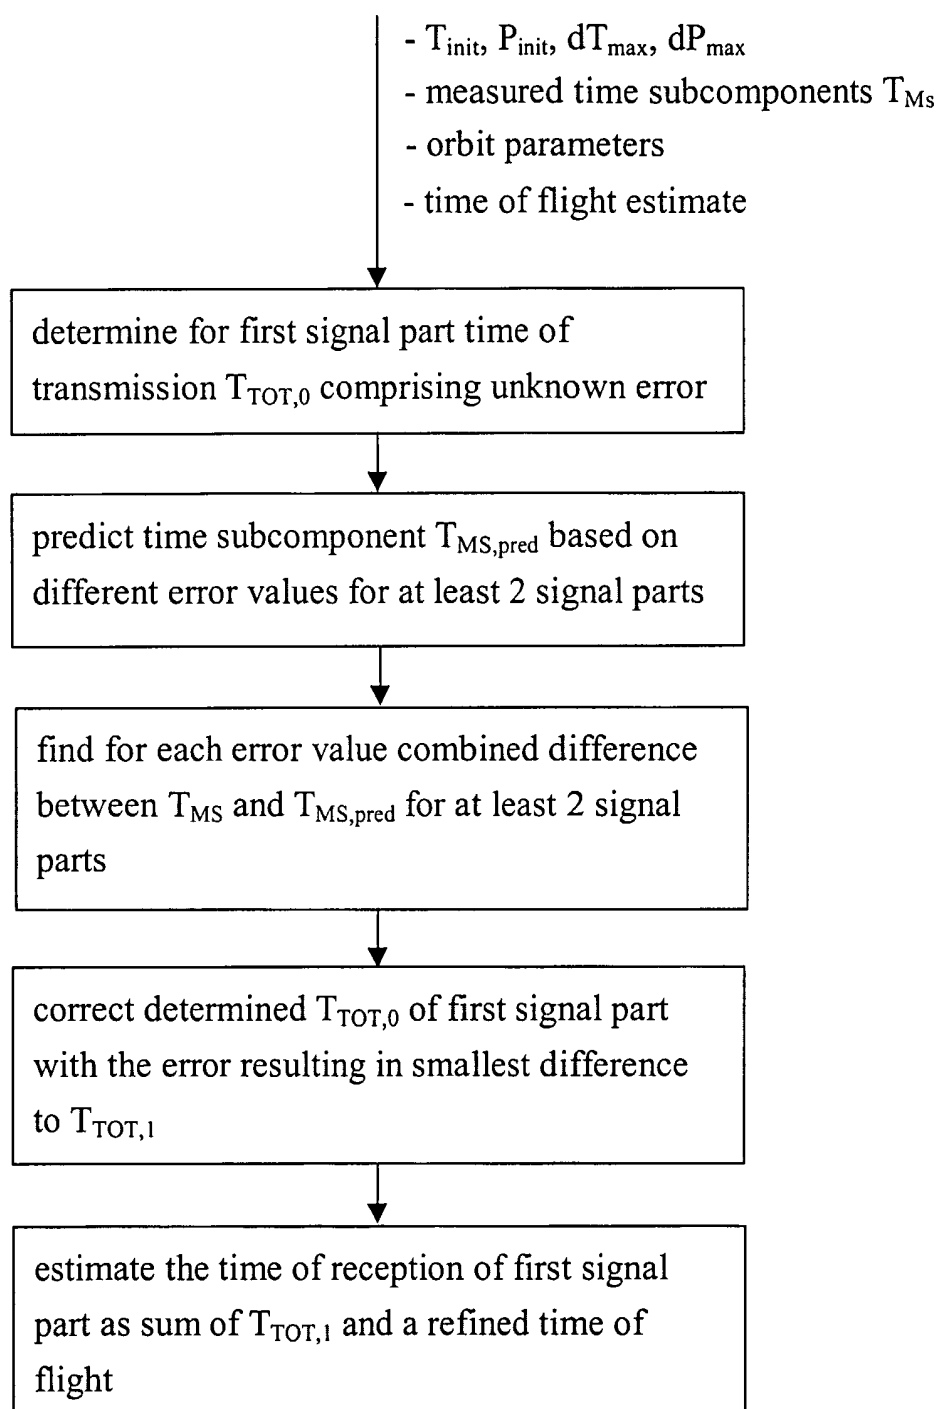 - T_init, P_init, dT_max, dP_max
- measured time subcomponents T_Ms
- orbit parameters
- time of flight estimate
determine for first signal part time of
transmission T_TOT,0 comprising unknown error
predict time subcomponent T_MS,pred based on
different error values for at least 2 signal parts
find for each error value combined difference
between T_MS and T_MS,pred for at least 2 signal
parts
correct determined T_TOT,0 of first signal part
with the error resulting in smallest difference
to T_TOT,1
estimate the time of reception of first signal
part as sum of T_TOT,1 and a refined time of
flight